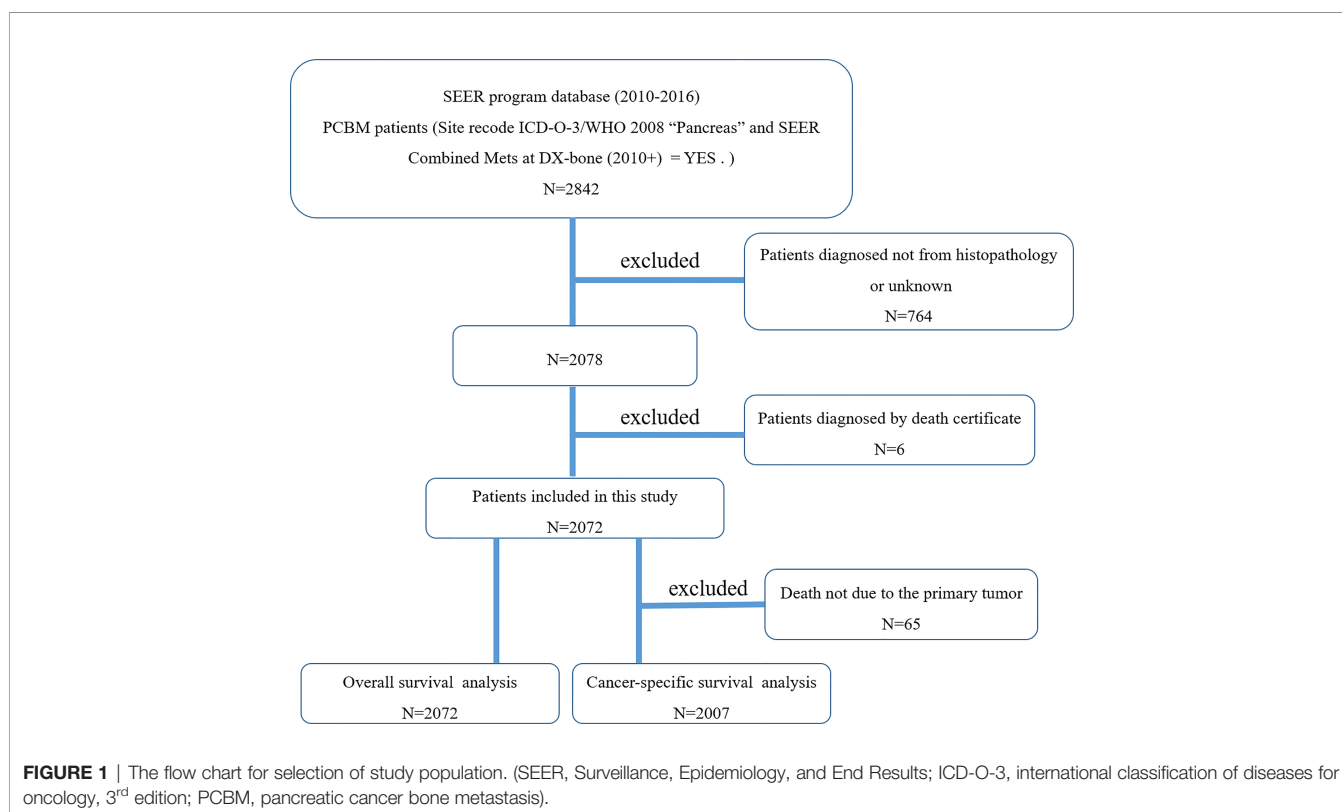 SEER program database (2010-2016)
PCBM patients (Site recode ICD-O-3/WHO 2008 “Pancreas” and SEER
Combined Mets at DX-bone (2010+) = YES . )
N=2842
excluded
Patients diagnosed not from histopathology
or unknown
N=764
N=2078
excluded
Patients diagnosed by death certificate
N=6
Patients included in this study
N=2072
excluded
Death not due to the primary tumor
N=65
Overall survival analysis
N=2072
Cancer-specific survival analysis
N=2007
FIGURE 1 | The flow chart for selection of study population. (SEER, Surveillance, Epidemiology, and End Results; ICD-O-3, international classification of diseases for
oncology, 3rd edition; PCBM, pancreatic cancer bone metastasis).